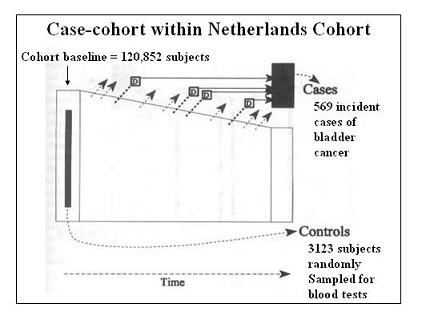 Case-cohort within Netherlands Cohort
Cohort baseline = 120,852 subjects
D
D
D
D
Cases
569 incident
cases of
bladder
cancer
Controls
3123 subjects
randomly
Sampled for
blood tests
Time